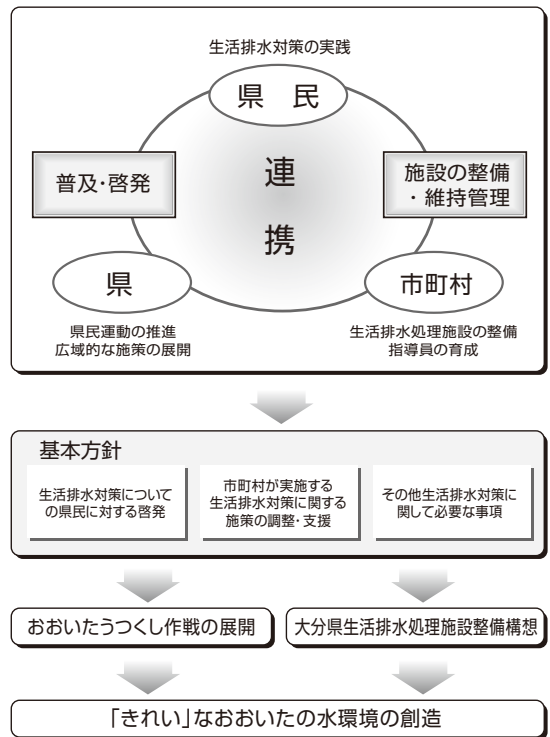 生活排水対策の実践
県 民
連
携
普及・啓発
施設の整備
・維持管理
県
市町村
県民運動の推進
広域的な施策の展開
生活排水処理施設の整備
指導員の育成
基本方針
生活排水対策について
の県民に対する啓発
市町村が実施する
生活排水対策に関する
施策の調整・支援
その他生活排水対策に
関して必要な事項
おおいたうつくし作戦の展開
大分県生活排水処理施設整備構想
「きれい」なおおいたの水環境の創造